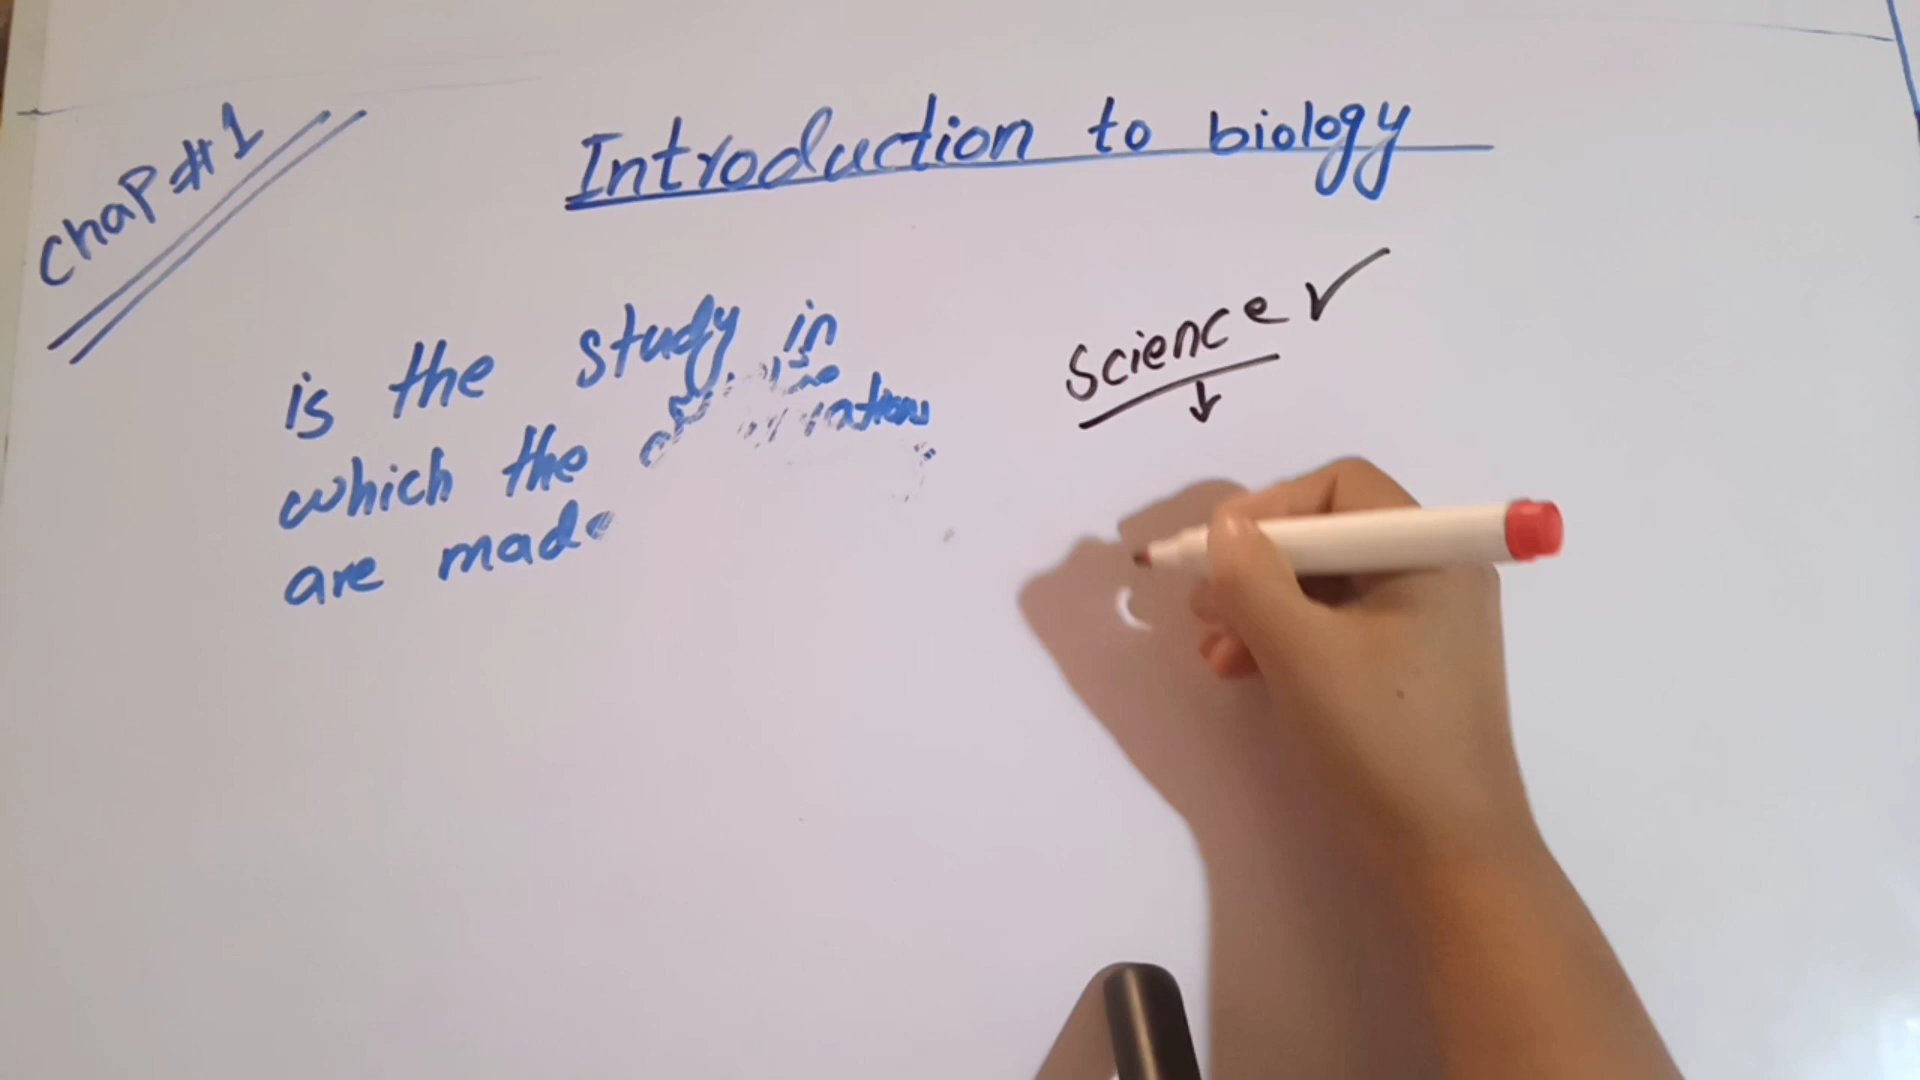 Chap#1
Introduction to biology
is the study in
which the
are made
Science ✓
↓